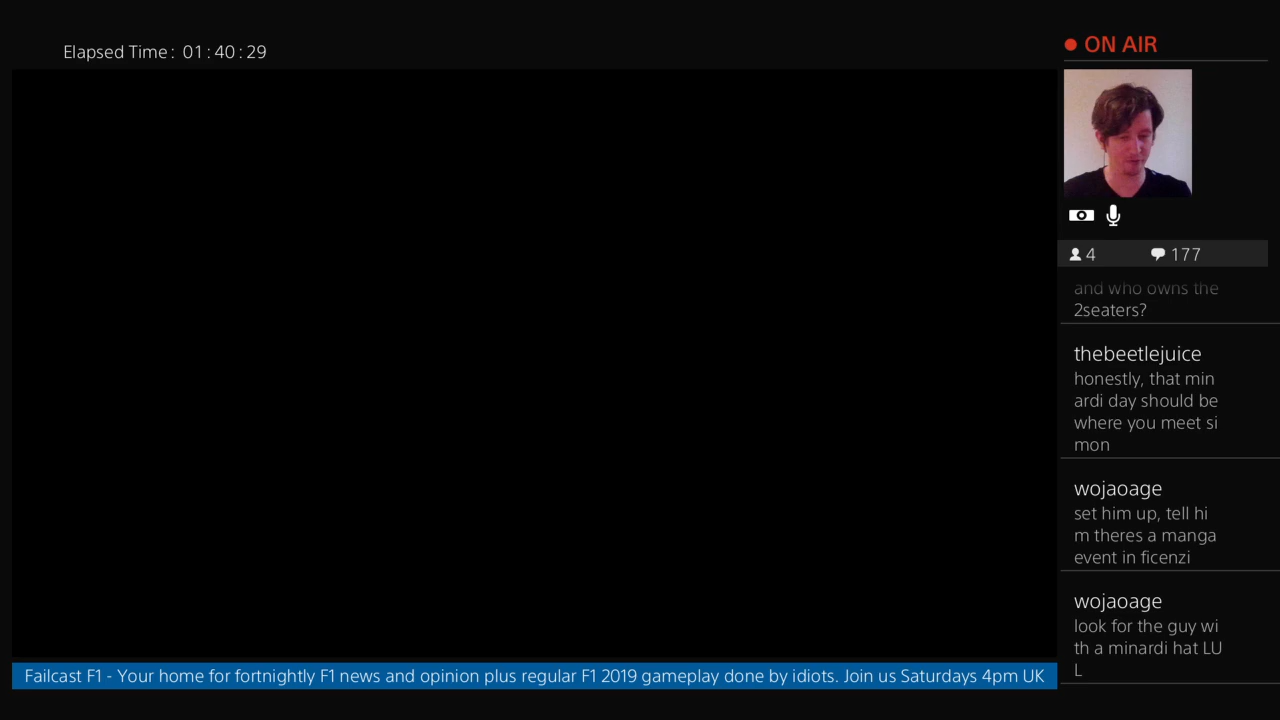 Elapsed Time: 01:40:29
ON AIR
4 177
and who owns the
2seaters?
thebeetlejuice
honestly, that min
ardi day should be
where you meet si
mon
wojaoage
set him up, tell hi
m theres a manga
event in ficenzi
wojaoage
look for the guy wi
th a minardi hat LU
L
Failcast F1 - Your home for fortnightly F1 news and opinion plus regular F1 2019 gameplay done by idiots. Join us Saturdays 4pm UK